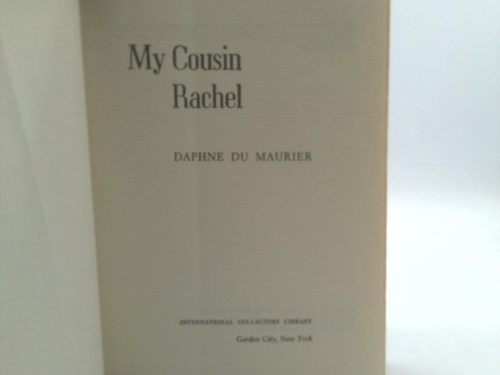 My Cousin
Rachel
DAPHNE DU MAURIER
INTERNATIONAL COLLECTORS LIBRARY
Garden City, New York